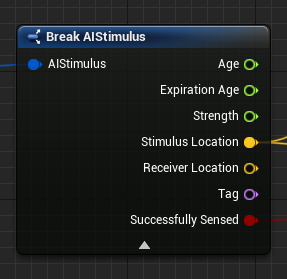 Break AIStimulus
AIStimulus
Age
Expiration Age
Strength
Stimulus Location
Receiver Location
Tag
Successfully Sensed